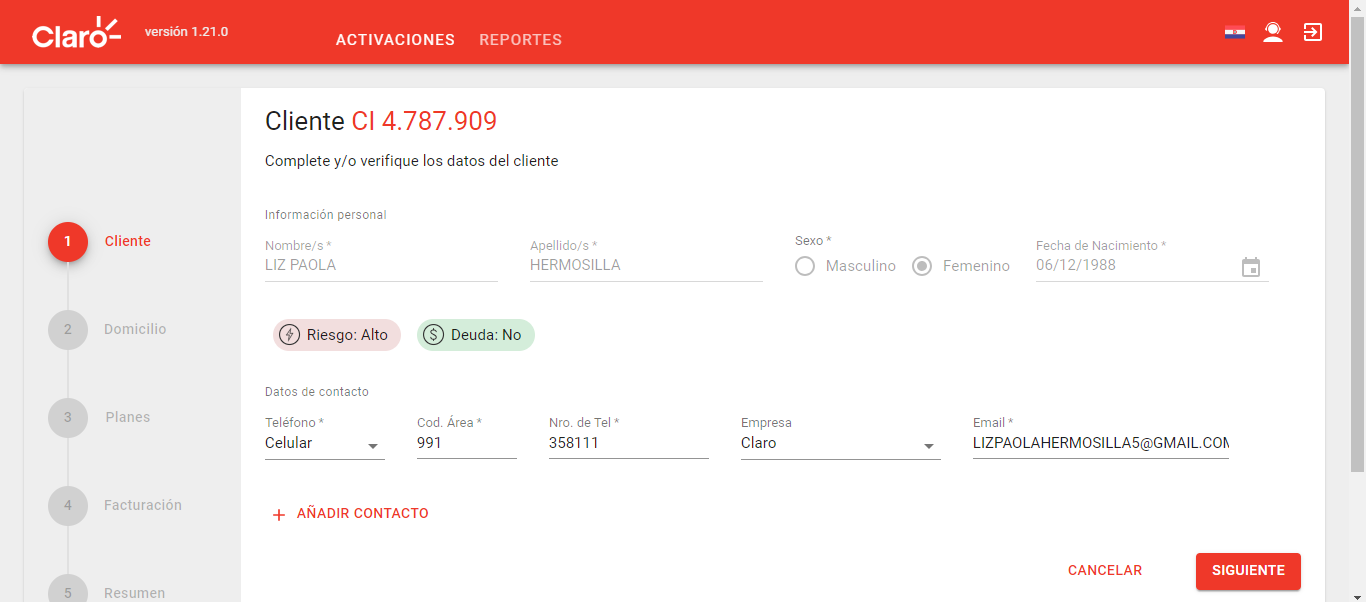 Claro
versión 1.21.0
ACTIVACIONES REPORTES
Cliente CI 4.787.909
Complete y/o verifique los datos del cliente
Información personal
Nombre/s *
LIZ PAOLA
Apellido/s *
HERMOSILLA
Sexo *
Masculino Femenino
Fecha de Nacimiento *
06/12/1988
Riesgo: Alto
$ Deuda: No
Datos de contacto
Teléfono *
Celular
Cod. Área *
991
Nro. de Tel *
358111
Empresa
Claro
Email *
LIZPAOLAHERMOSILLA5@GMAIL.COM
+ AÑADIR CONTACTO
CANCELAR
SIGUIENTE
1 Cliente
2 Domicilio
3 Planes
4 Facturación
5 Resumen